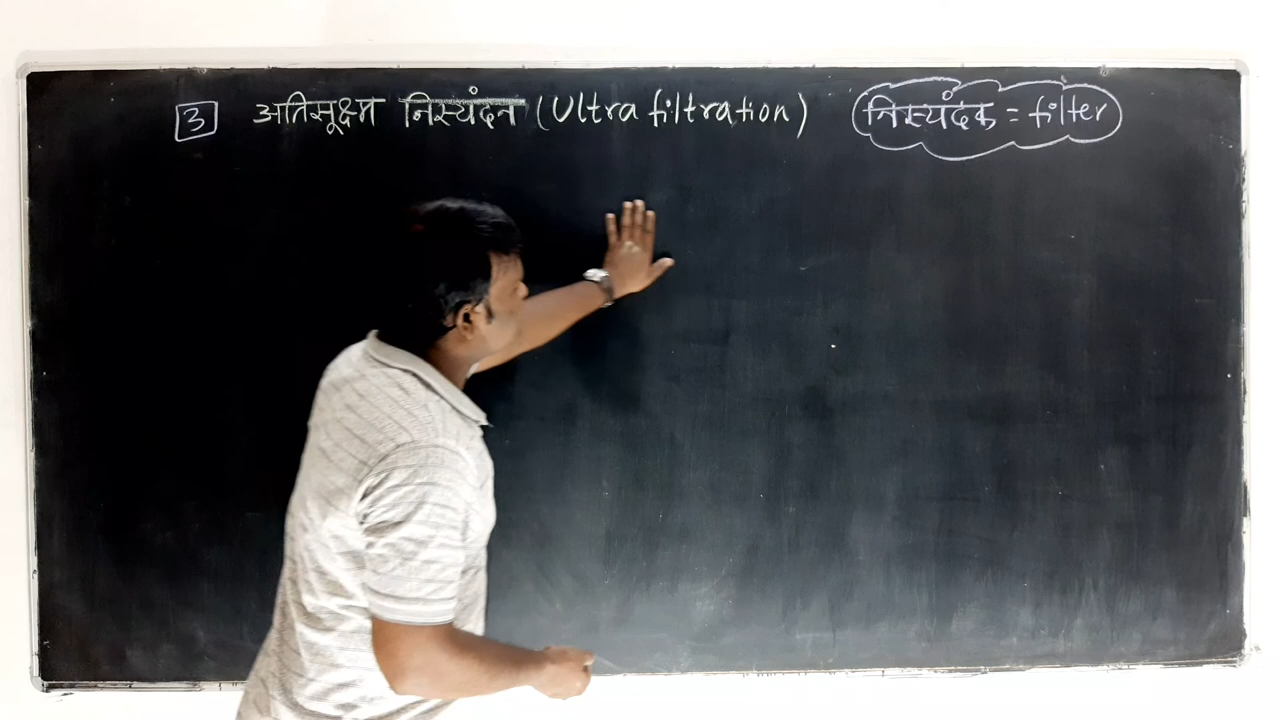 3 अतिसूक्ष्म निस्यंदन (Ultra filtration) निस्यंदक = filter